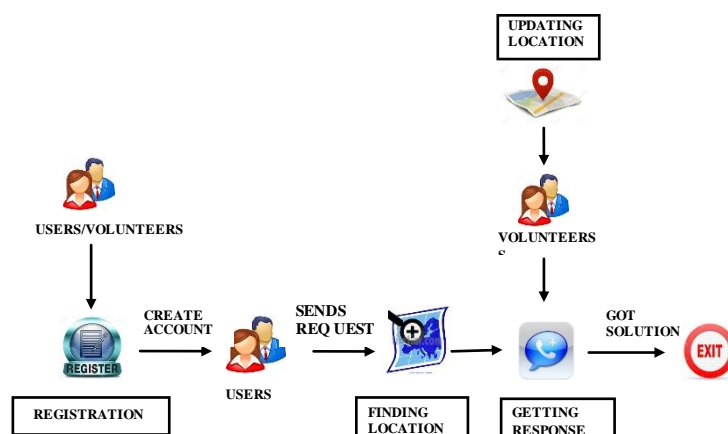 UPDATING
LOCATION
USERS/VOLUNTEERS
VOLUNTEERS
S
CREATE
ACCOUNT
SENDS
REQ UEST
GOT
SOLUTION
REGISTER
EXIT
USERS
REGISTRATION
FINDING
LOCATION
GETTING
RESPONSE